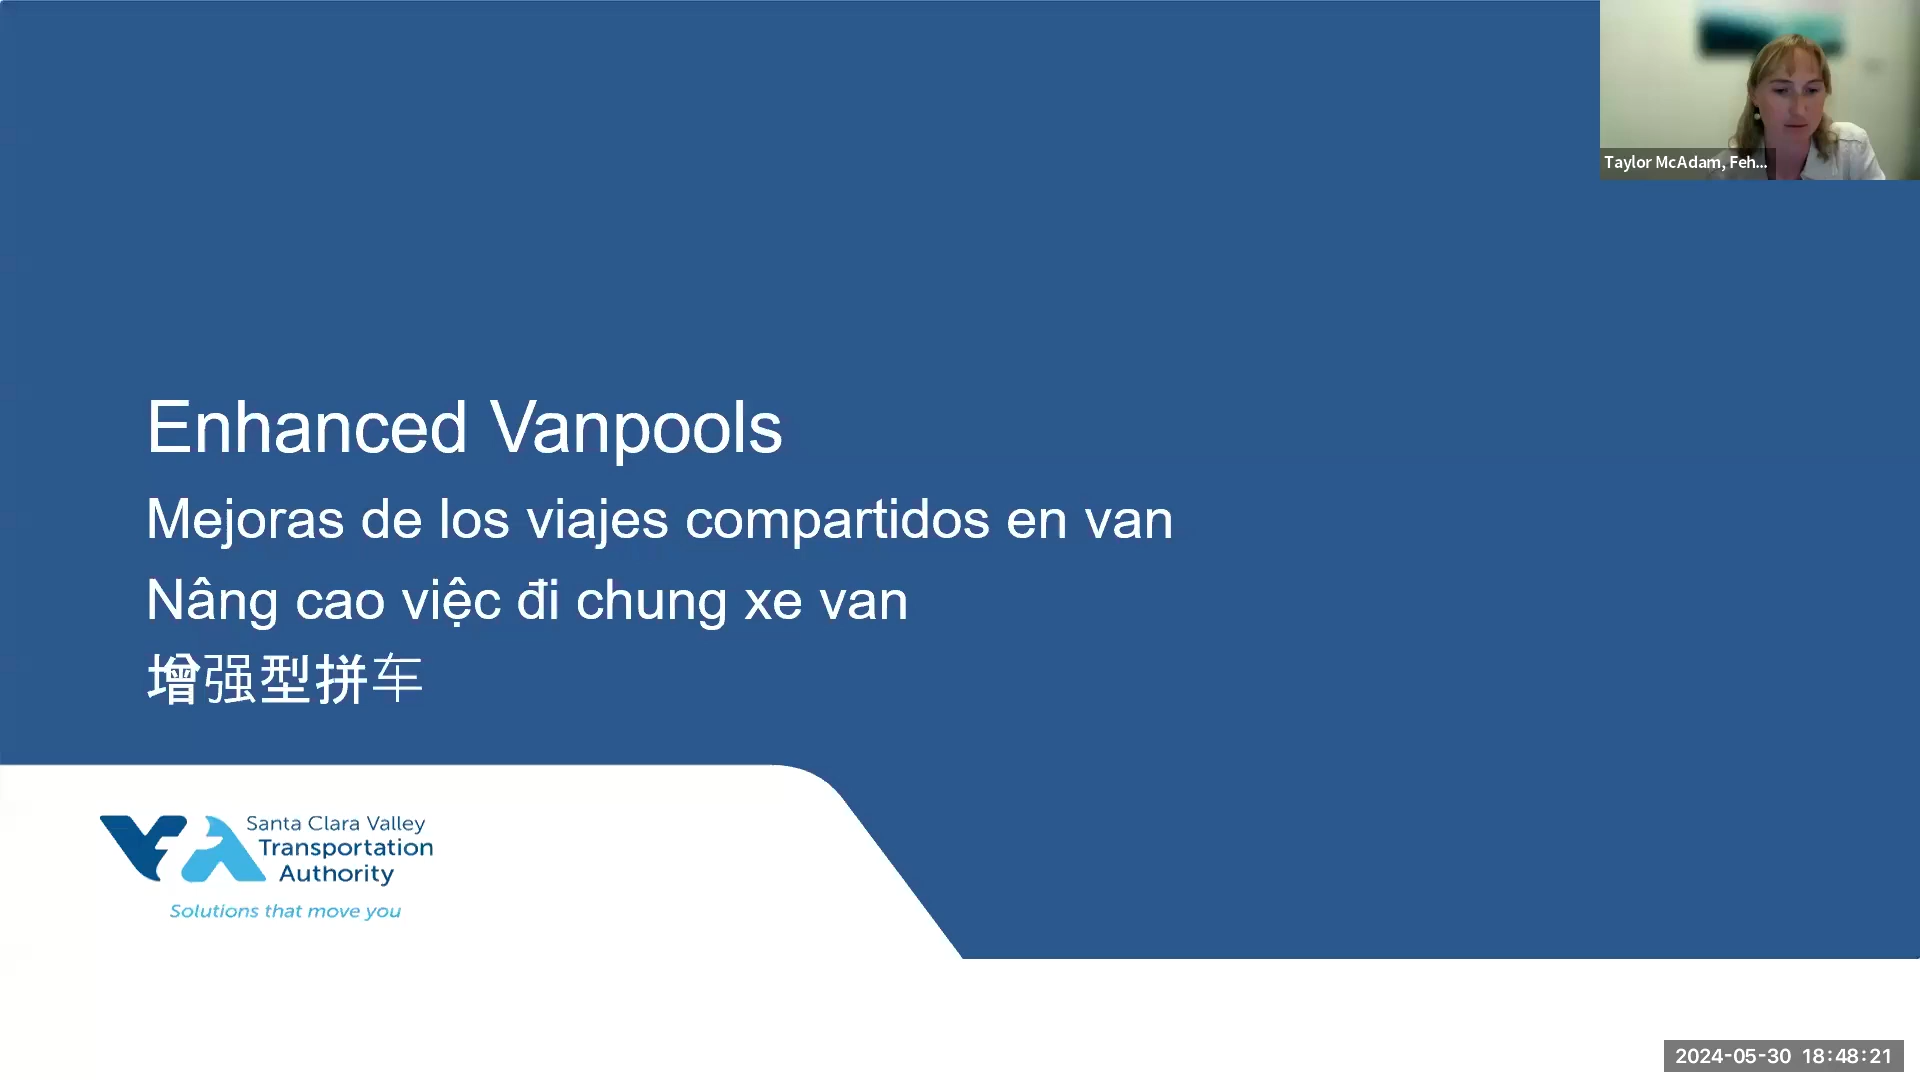 Taylor McAdam, Feh...
Enhanced Vanpools
Mejoras de los viajes compartidos en van
Nâng cao việc đi chung xe van
增强型拼车
VTA
Santa Clara Valley
Transportation
Authority
Solutions that move you
2024-05-30 18:48:21